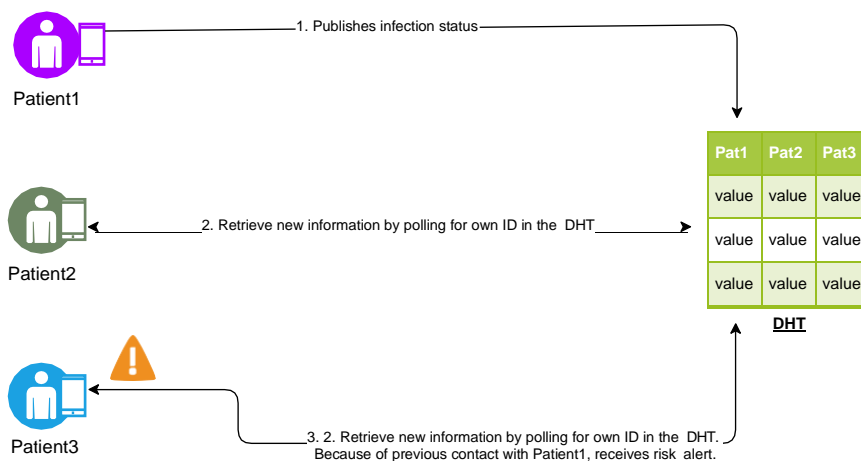 1. Publishes infection status
Patient1
Pat1 Pat2 Pat3
value value value
value value value
value value value
DHT
2. Retrieve new information by polling for own ID in the DHT
Patient2
3. 2. Retrieve new information by polling for own ID in the DHT.
Because of previous contact with Patient1, receives risk alert.
Patient3